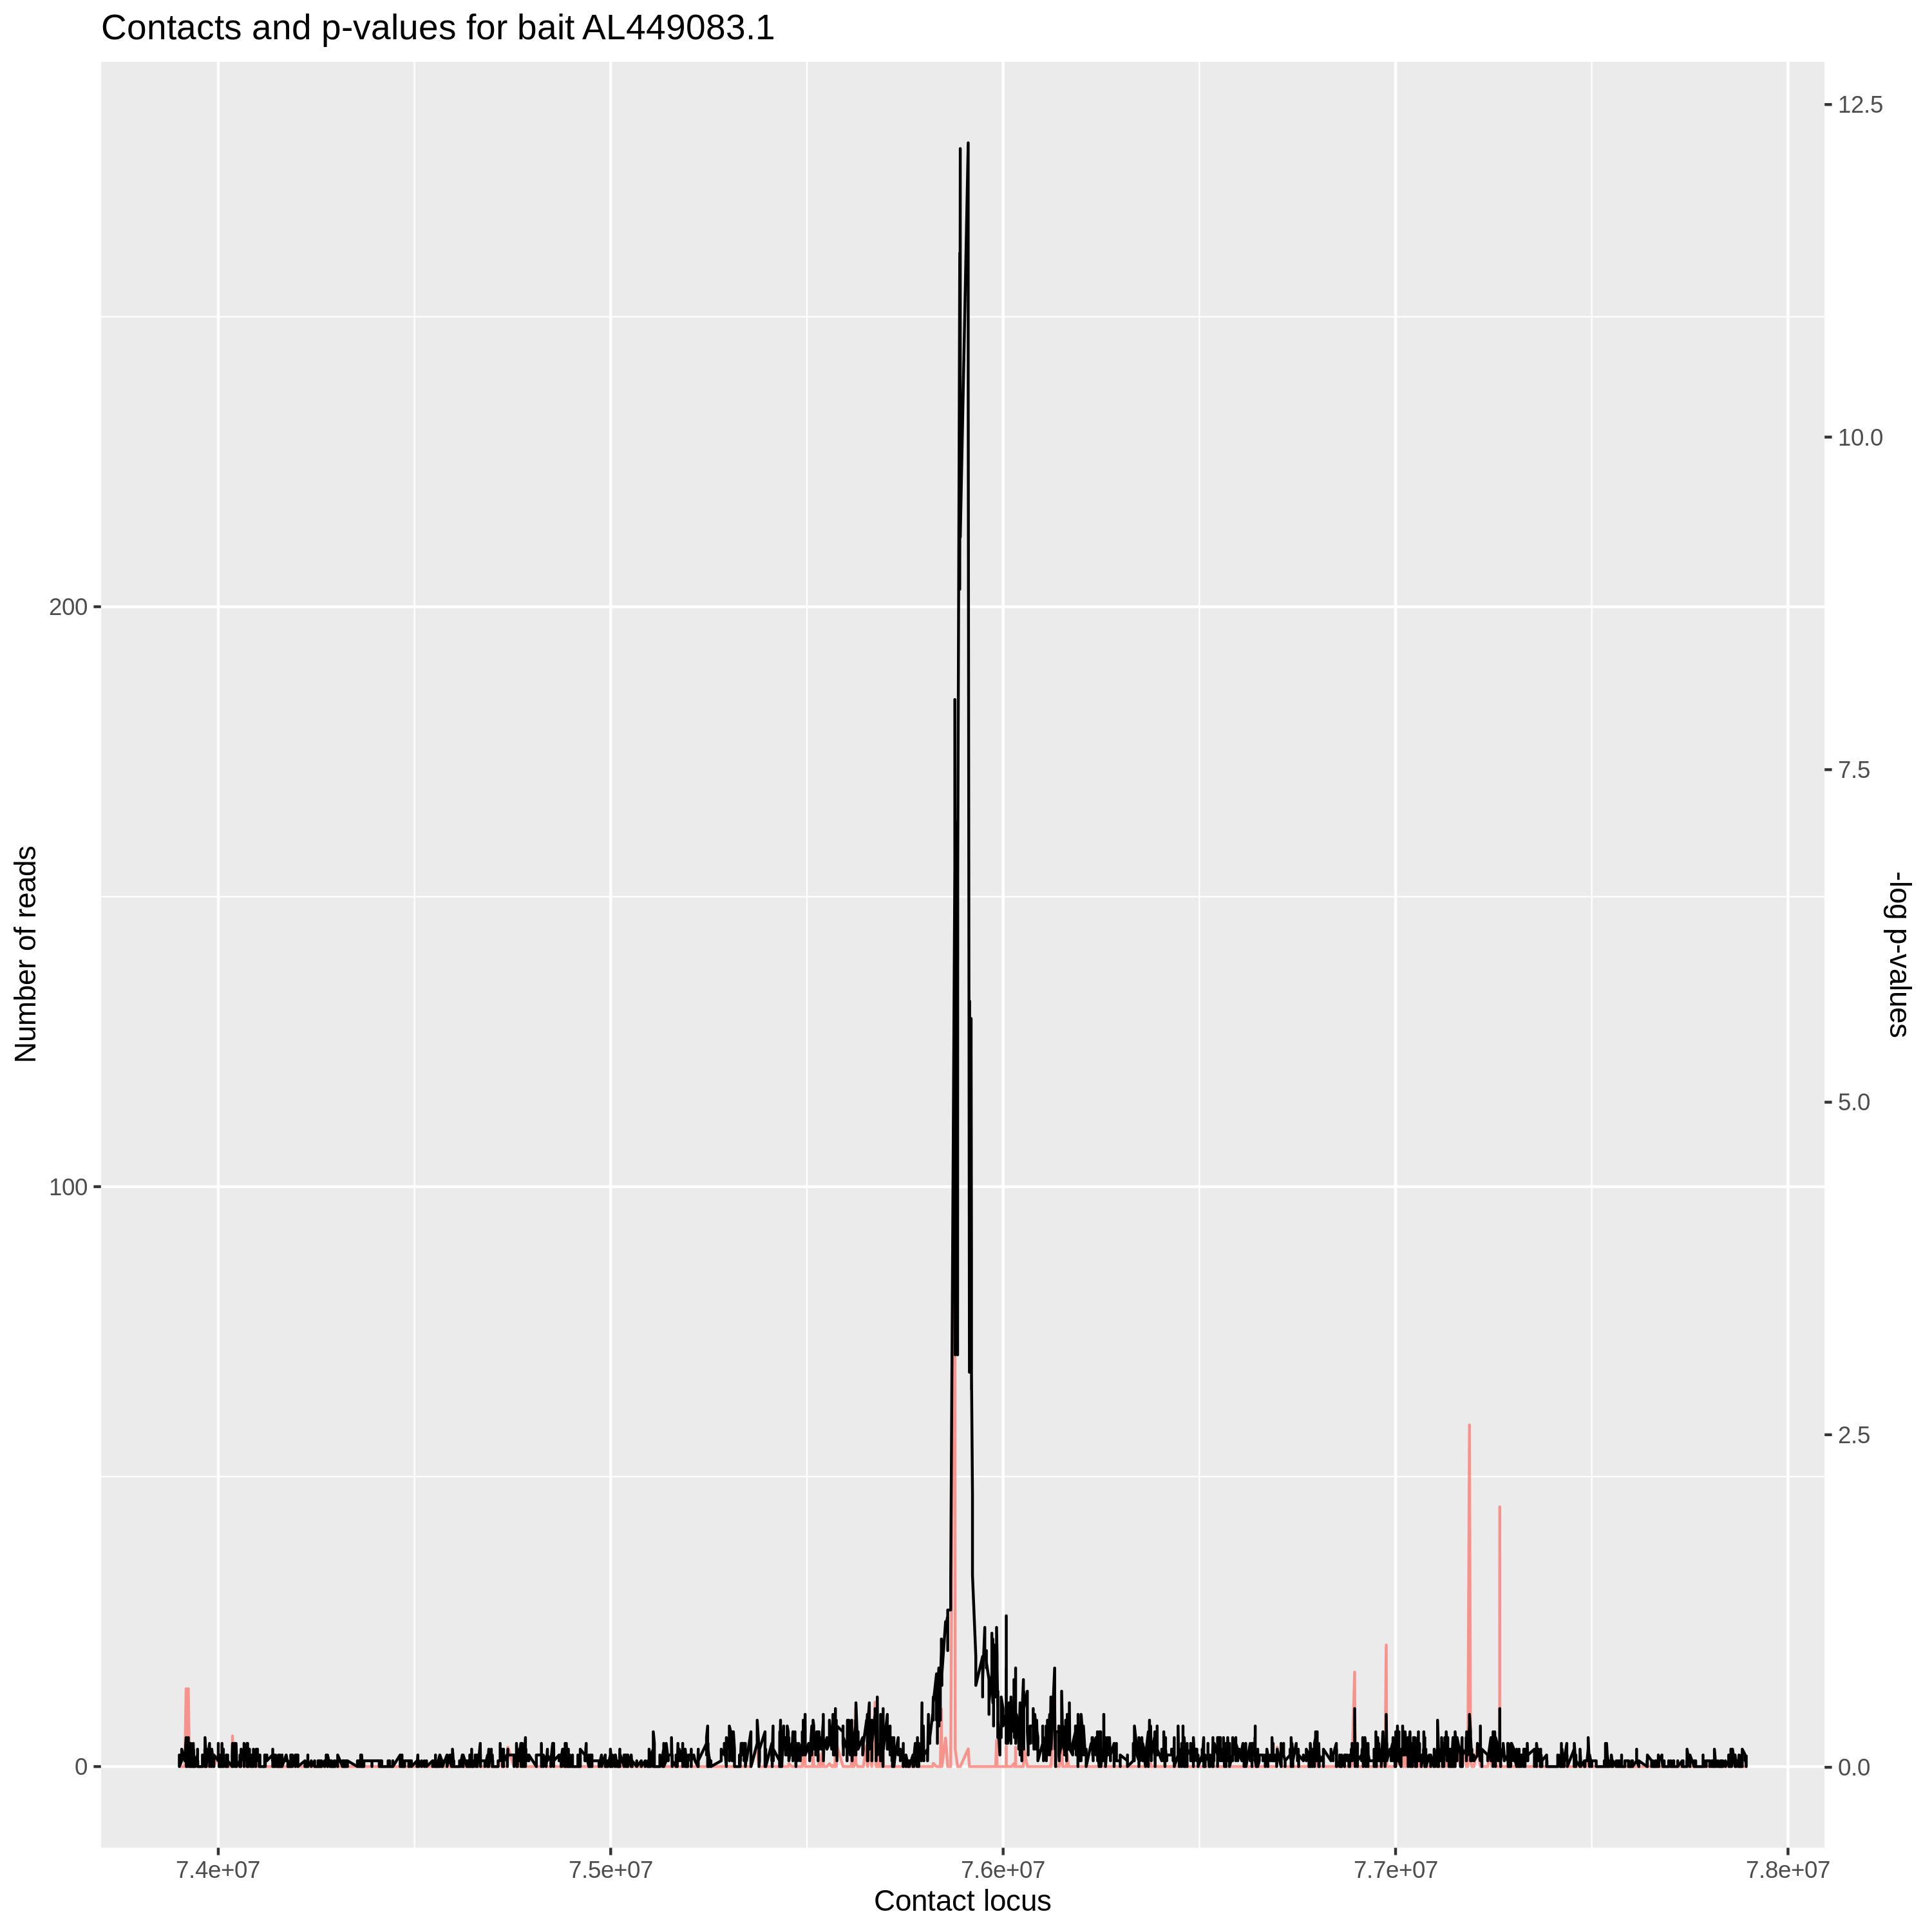 Contacts and p-values for bait AL449083.1
12.5
10.0
7.5
5.0
2.5
0.0
200
100
0
Number of reads
-log p-values
7.4e+07
7.5e+07
7.6e+07
7.7e+07
7.8e+07
Contact locus